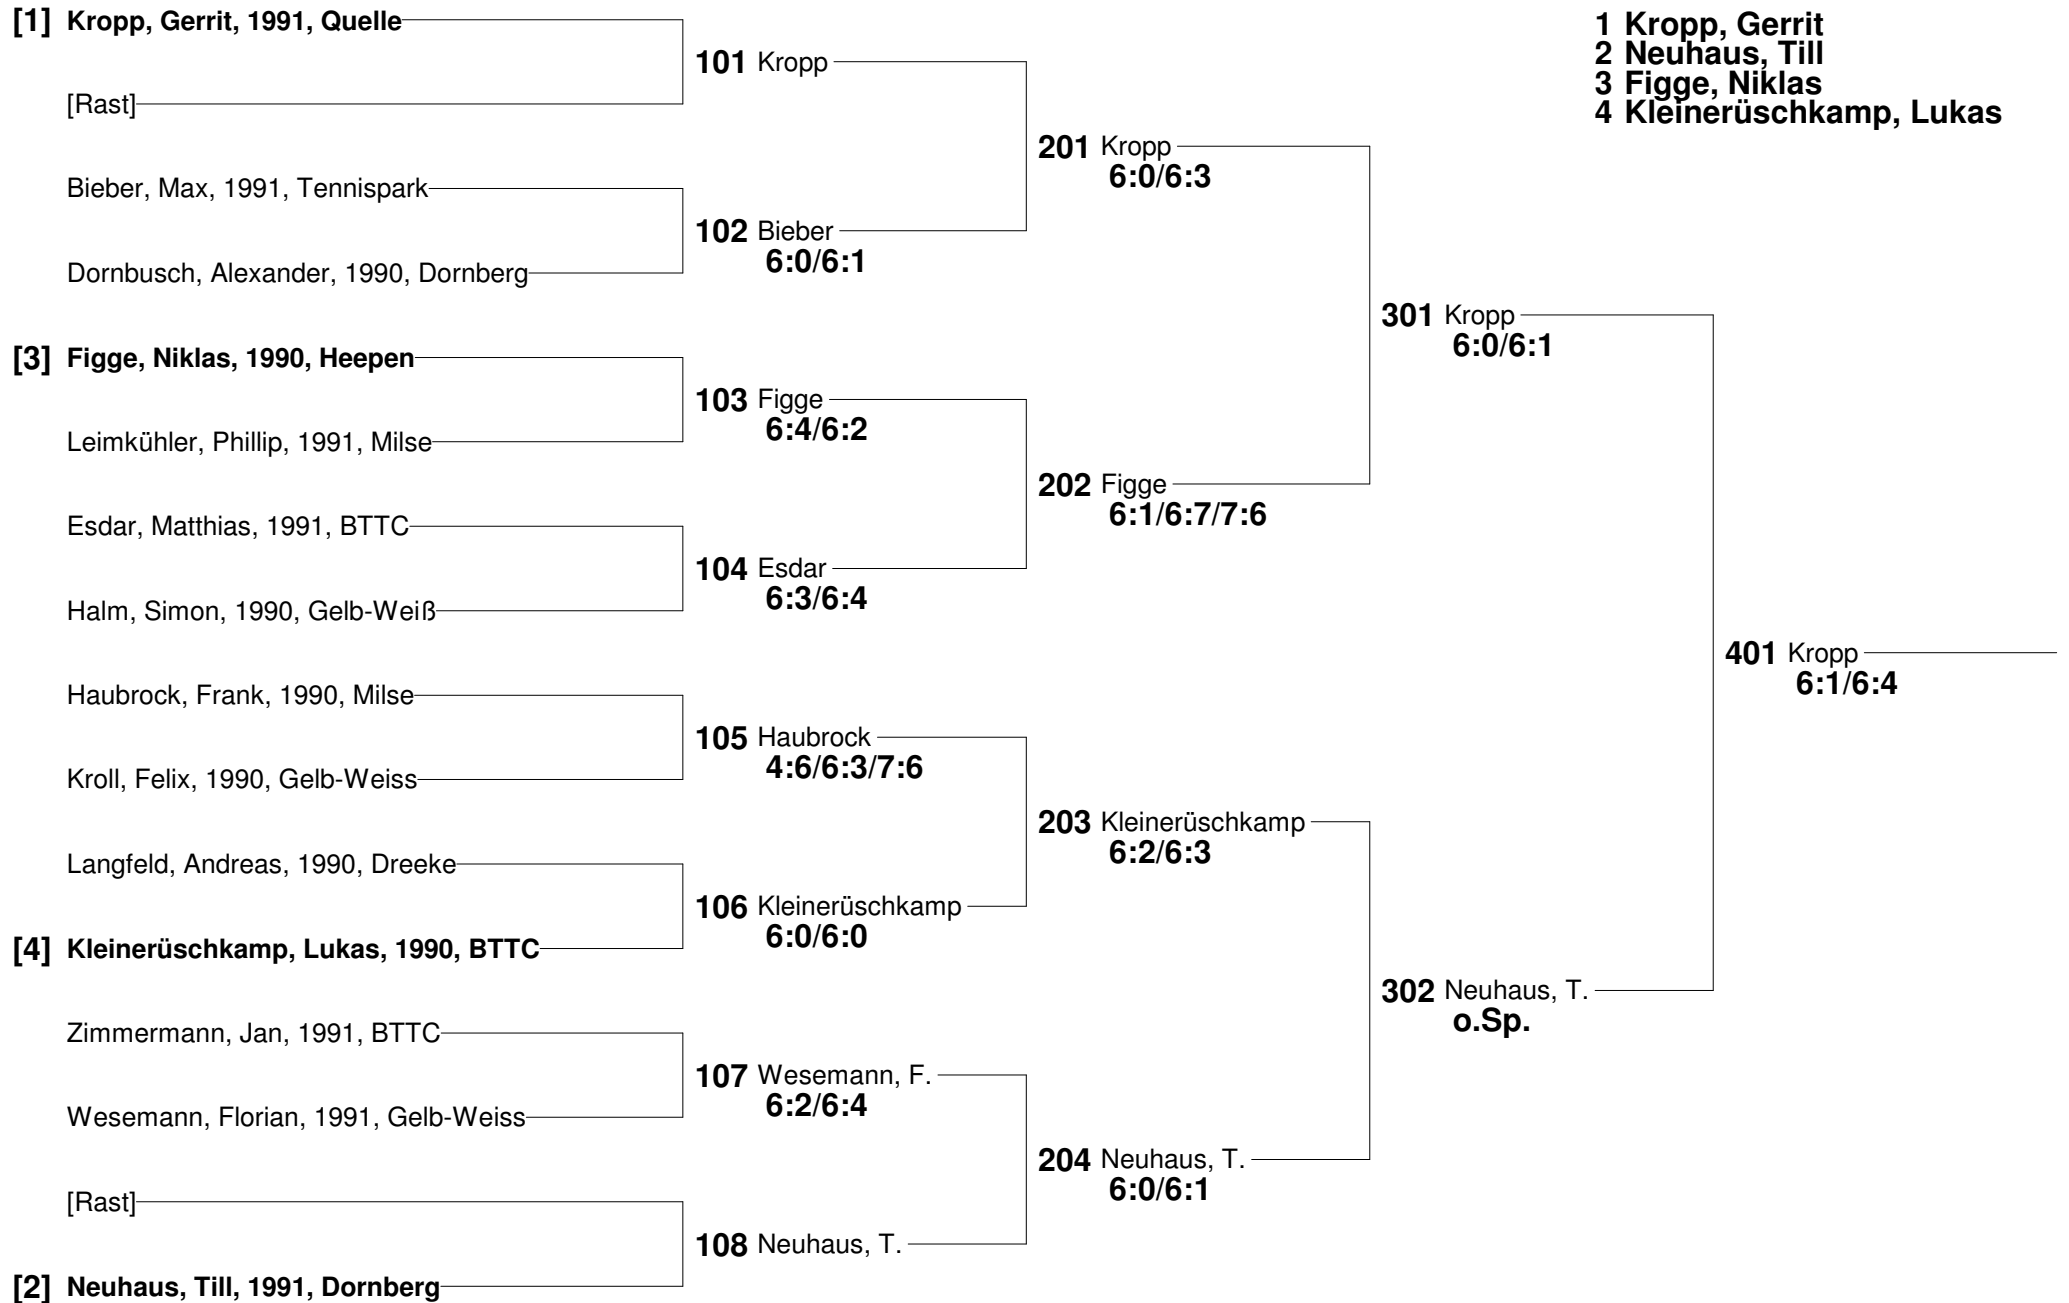 [1] Kropp, Gerrit, 1991, Quelle
[Rast]
Bieber, Max, 1991, Tennispark
Dornbusch, Alexander, 1990, Dornberg
[3] Figge, Niklas, 1990, Heepen
Leimkühler, Phillip, 1991, Milse
Esdar, Matthias, 1991, BTTC
Halm, Simon, 1990, Gelb-Weiß
Haubrock, Frank, 1990, Milse
Kroll, Felix, 1990, Gelb-Weiss
Langfeld, Andreas, 1990, Dreeke
[4] Kleinerüschkamp, Lukas, 1990, BTTC
Zimmermann, Jan, 1991, BTTC
Wesemann, Florian, 1991, Gelb-Weiss
[Rast]
[2] Neuhaus, Till, 1991, Dornberg
101 Kropp
102 Bieber
6:0/6:1
103 Figge
6:4/6:2
104 Esdar
6:3/6:4
105 Haubrock
4:6/6:3/7:6
106 Kleinerüschkamp
6:0/6:0
107 Wesemann, F.
6:2/6:4
108 Neuhaus, T.
201 Kropp
6:0/6:3
202 Figge
6:1/6:7/7:6
203 Kleinerüschkamp
6:2/6:3
204 Neuhaus, T.
6:0/6:1
301 Kropp
6:0/6:1
302 Neuhaus, T.
o.Sp.
401 Kropp
6:1/6:4
1 Kropp, Gerrit
2 Neuhaus, Till
3 Figge, Niklas
4 Kleinerüschkamp, Lukas